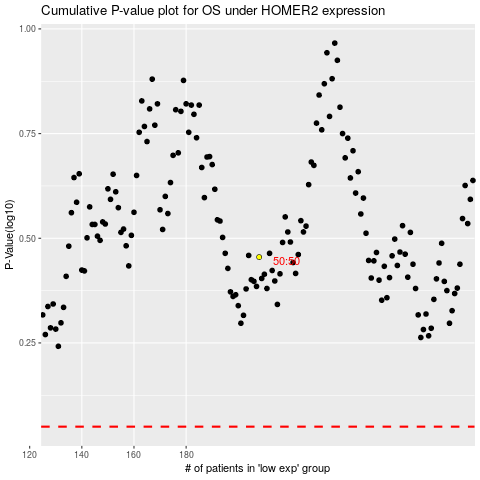 Cumulative P-value plot for OS under HOMER2 expression
1.00
0.75
0.50
0.25
P-Value(log10)
50:50
120 140 160 180
# of patients in 'low exp' group